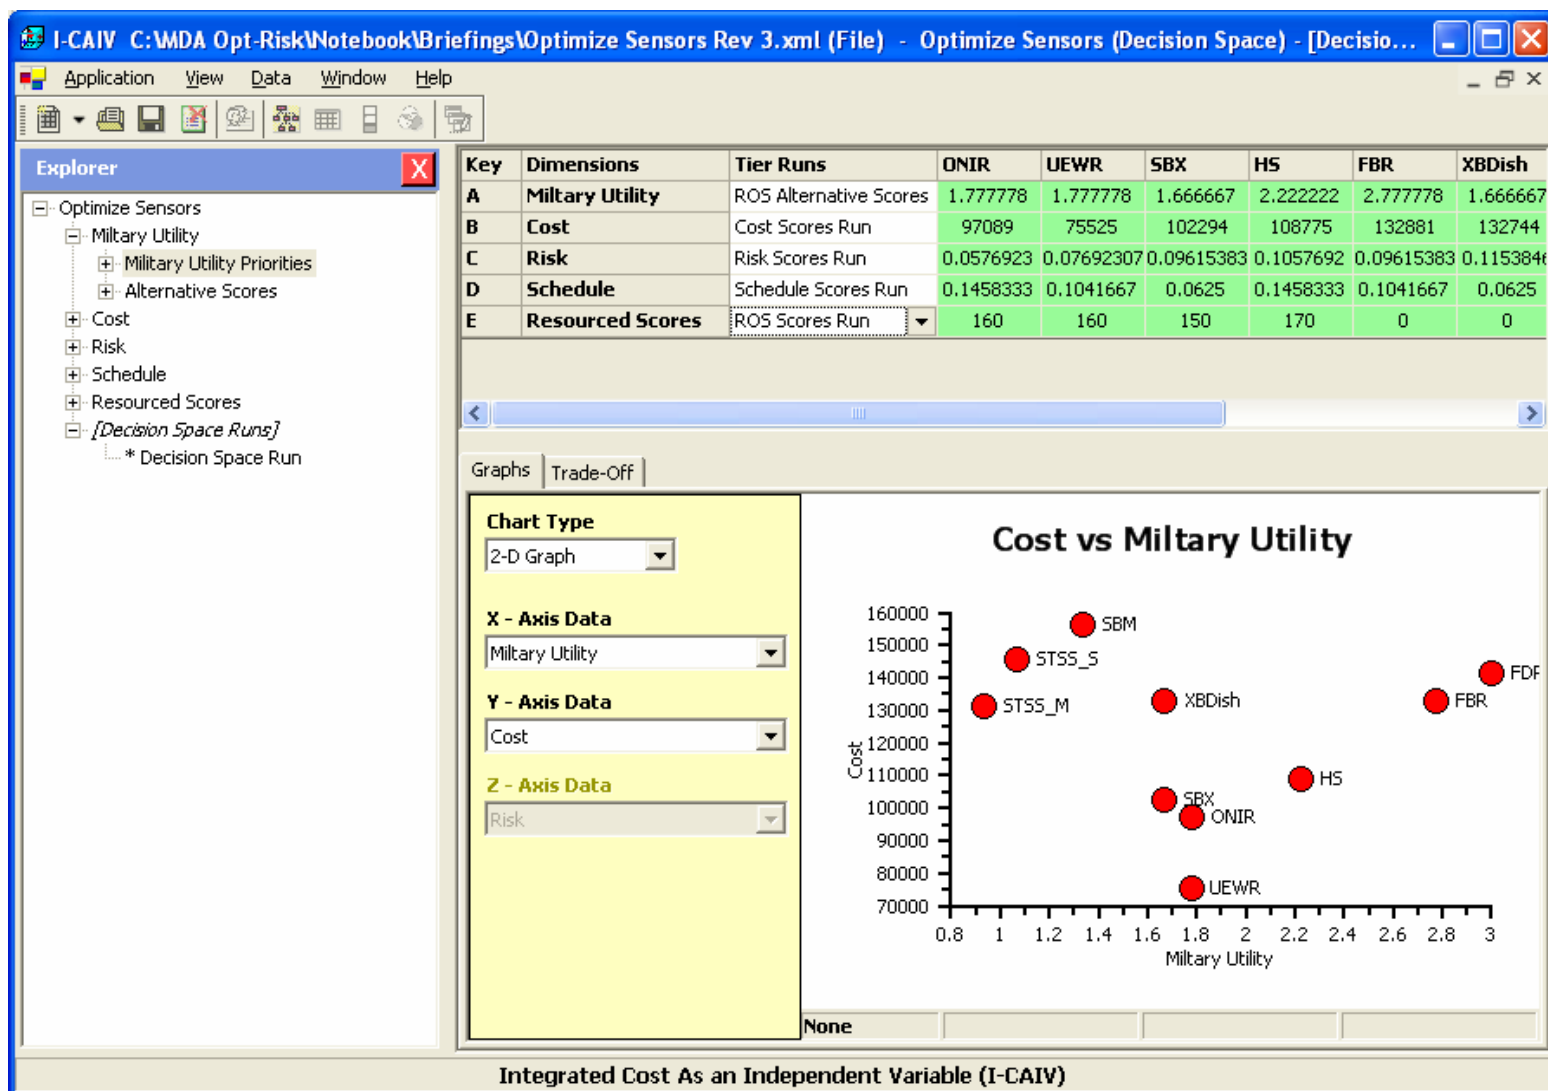 I-CAIV C:\MDA Opt-Risk\Notebook\Briefings\Optimize Sensors Rev 3.xml (File) - Optimize Sensors (Decision Space) - [Decisio...
Application View Data Window Help
Explorer X
Optimize Sensors
Miltary Utility
Military Utility Priorities
Alternative Scores
Cost
Risk
Schedule
Resourced Scores
[Decision Space Runs]
* Decision Space Run
Key Dimensions Tier Runs ONIR UEWR SBX HS FBR XBDish
A Miltary Utility ROS Alternative Scores 1.777778 1.777778 1.666667 2.222222 2.777778 1.666667
B Cost Cost Scores Run 97089 75525 102294 108775 132881 132744
C Risk Risk Scores Run 0.0576923 0.07692307 0.09615383 0.1057692 0.09615383 0.1153846
D Schedule Schedule Scores Run 0.1458333 0.1041667 0.0625 0.1458333 0.1041667 0.0625
E Resourced Scores ROS Scores Run 160 160 150 170 0 0
Graphs Trade-Off
Chart Type
2-D Graph
X - Axis Data
Miltary Utility
Y - Axis Data
Cost
Z - Axis Data
Risk
Cost vs Miltary Utility
160000
150000
140000
130000
120000
110000
100000
90000
80000
70000
Cost
SBM
STSS_S
STSS_M
XBDish
FDF
FBR
HS
SBX
ONIR
UEWR
0.8 1 1.2 1.4 1.6 1.8 2 2.2 2.4 2.6 2.8 3
Miltary Utility
None
Integrated Cost As an Independent Variable (I-CAIV)